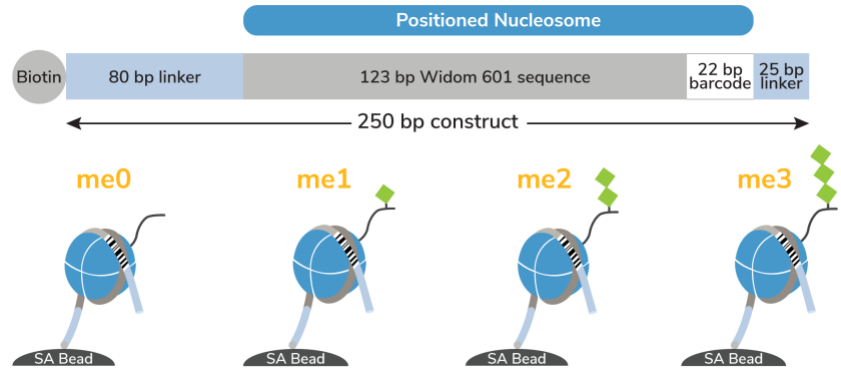 Positioned Nucleosome
Biotin
80 bp linker
123 bp Widom 601 sequence
22 bp
barcode
25 bp
linker
250 bp construct
me0
me1
me2
me3
SA Bead
SA Bead
SA Bead
SA Bead